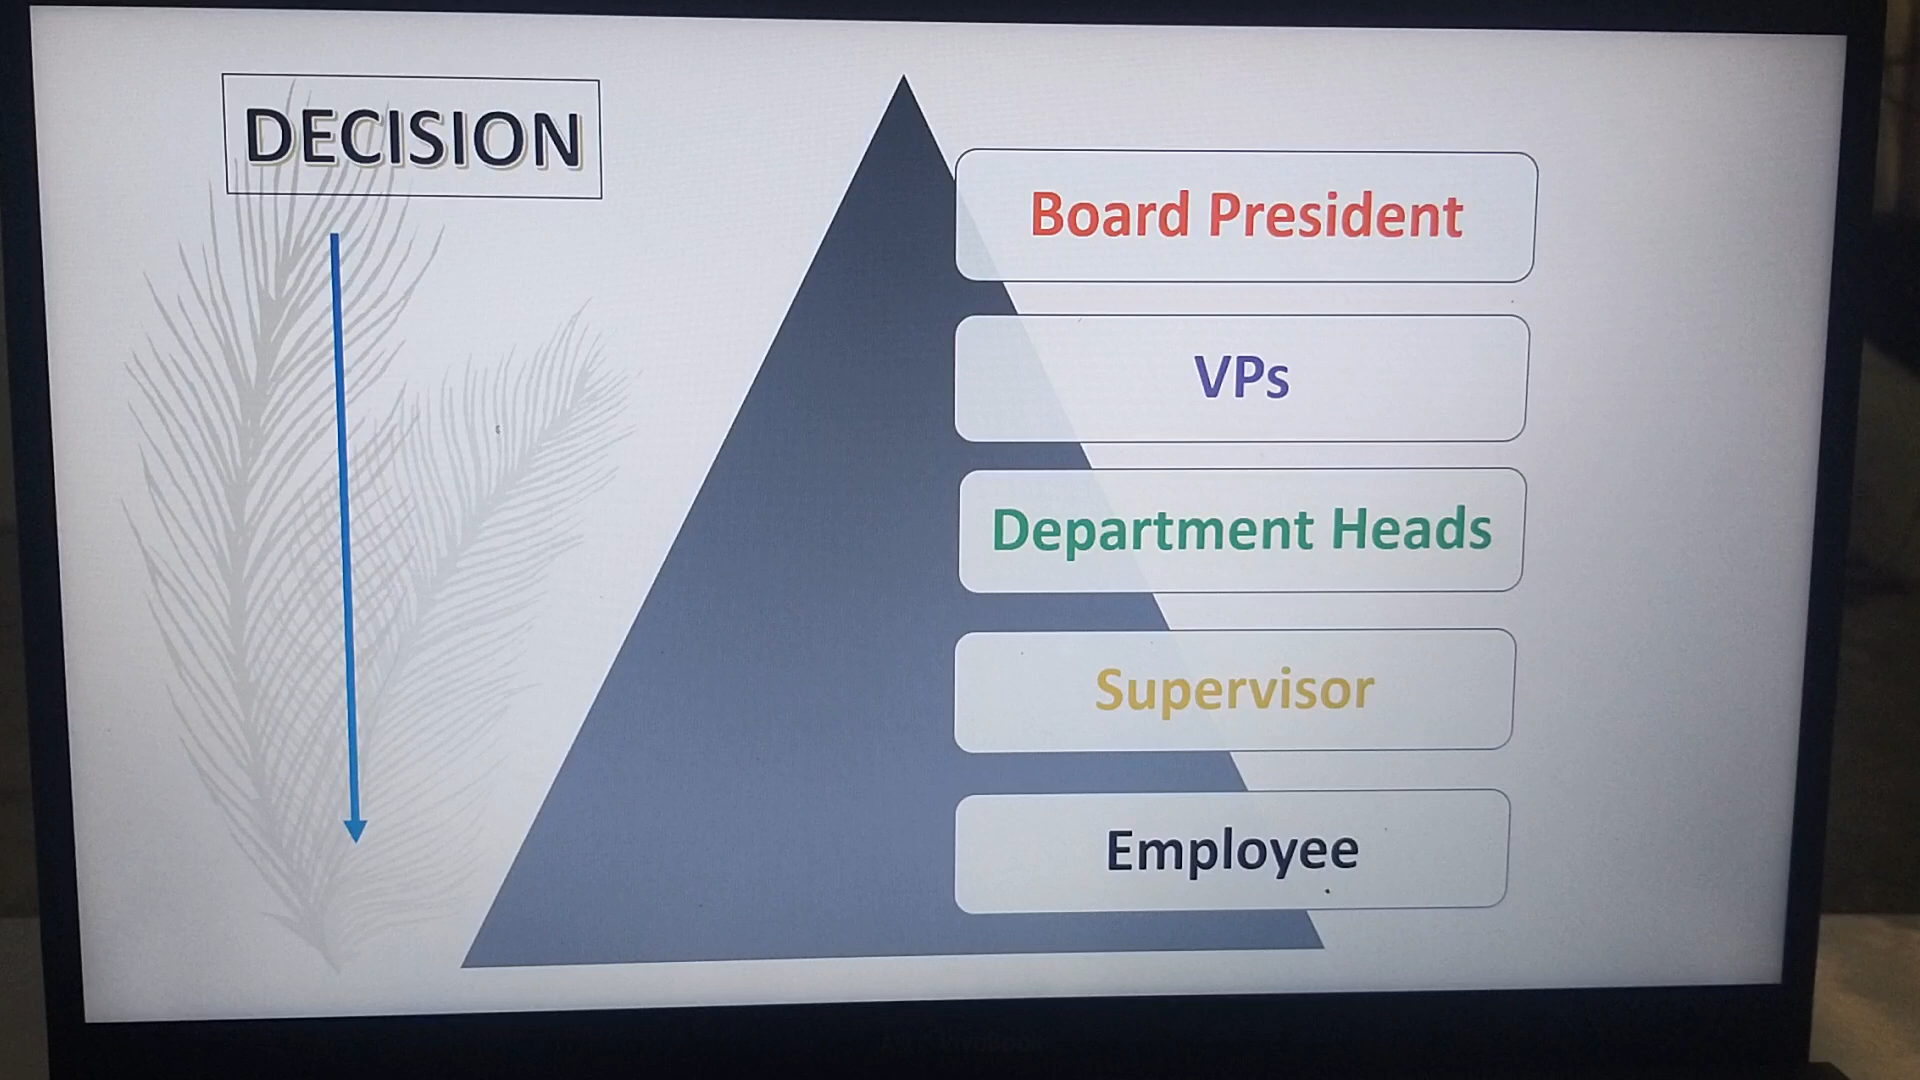 DECISION
Board President
VPs
Department Heads
Supervisor
Employee